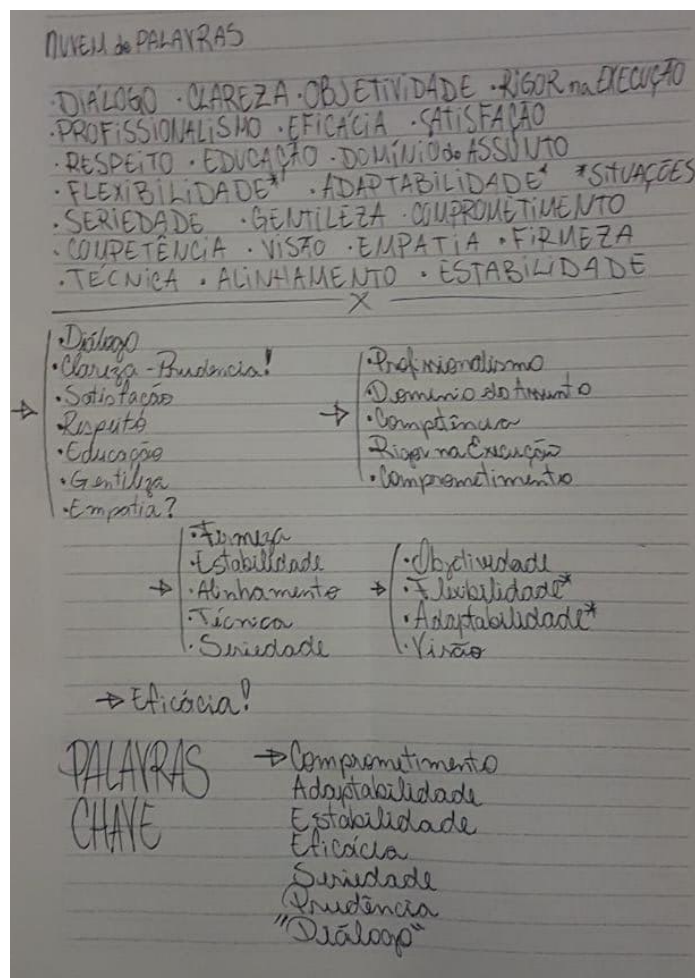 NUVEM de PALAVRAS
·DIÁLOGO ·CLAREZA ·OBJETIVIDADE ·RIGOR na EXECUÇÃO
·PROFISSIONALISMO ·EFICÁCIA ·SATISFAÇÃO
·RESPEITO ·EDUCAÇÃO ·DOMÍNIO do ASSUNTO
·FLEXIBILIDADE* ·ADAPTABILIDADE* *SITUAÇÕES
·SERIEDADE ·GENTILEZA ·COMPROMETIMENTO
·COMPETÊNCIA ·VISÃO ·EMPATIA ·FIRMEZA
·TÉCNICA ·ALINHAMENTO ·ESTABILIDADE
X
·Diálogo
·Clareza - Prudencia!
·Satisfação
→ ·Respeito
·Educação
·Gentileza
·Empatia?
·Profissionalismo
Domínio do Assunto
→ ·Competência
Rigor na Execução
·Comprometimento
·Firmeza
·Estabilidade
→ ·Alinhamento
·Técnica
·Seriedade
·Objetividade
→ ·Flexibilidade*
·Adaptabilidade*
·Visão
→ Eficácia!
PALAVRAS
CHAVE
→ Comprometimento
Adaptabilidade
Estabilidade
Eficácia
Seriedade
Prudência
"Diálogo"